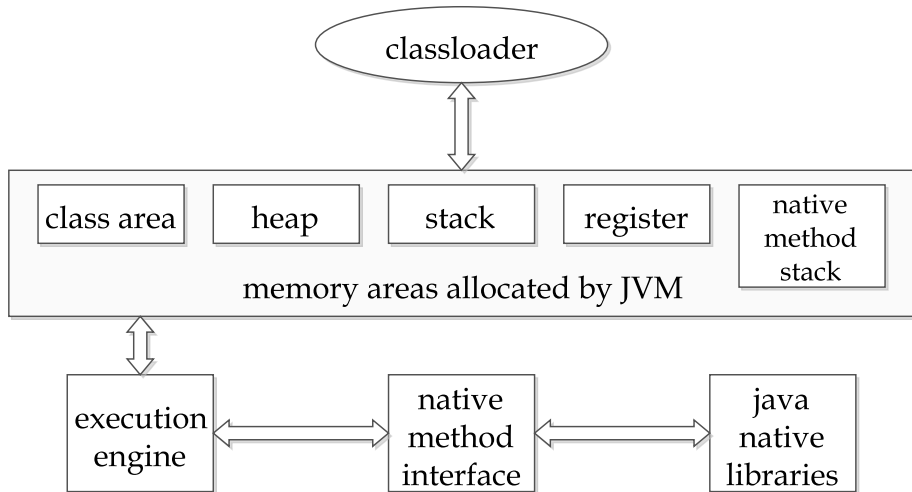 classloader
class area
heap
stack
register
native
method
stack
memory areas allocated by JVM
execution
engine
native
method
interface
java
native
libraries